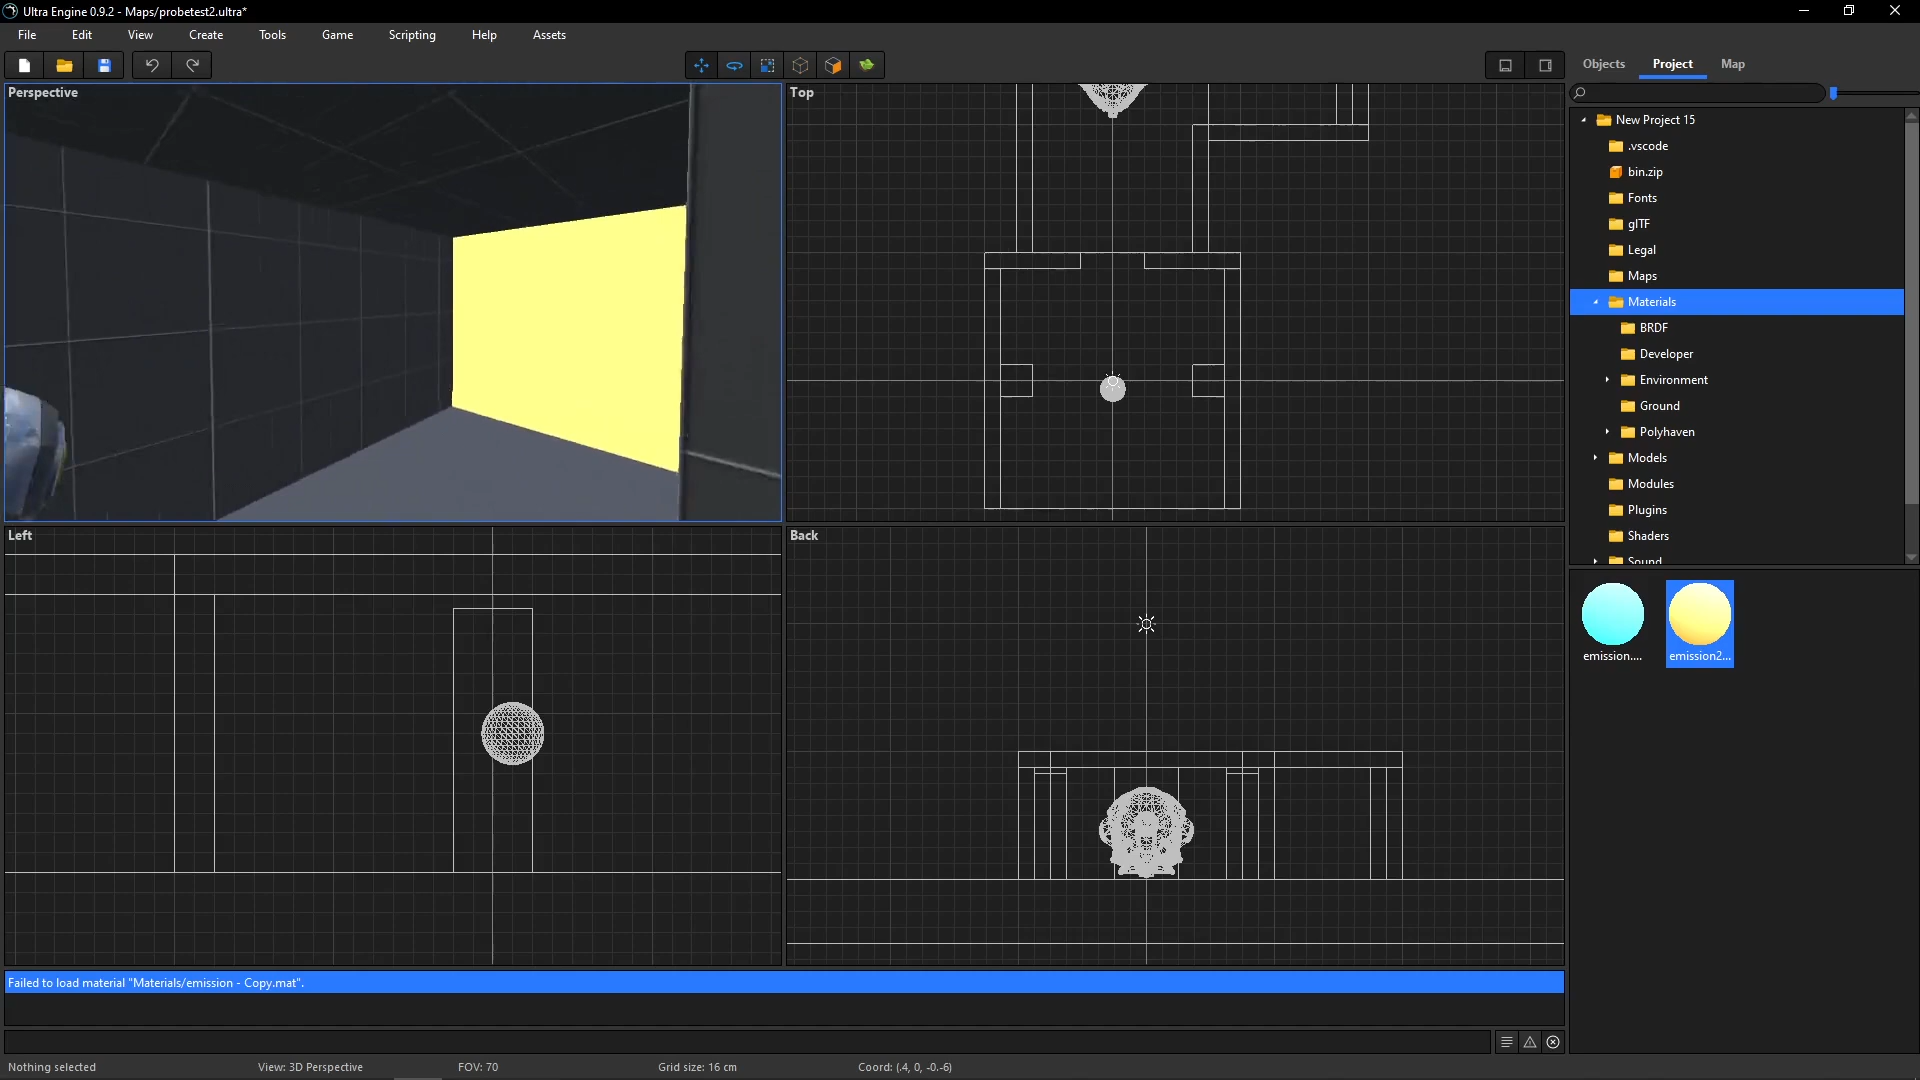 Ultra Engine 0.9.2 - Maps/probetest2.ultra*
File Edit View Create Tools Game Scripting Help Assets
Objects Project Map
Perspective
Top
New Project 15
.vscode
bin.zip
Fonts
glTF
Legal
Maps
Materials
BRDF
Developer
Environment
Ground
Polyhaven
Models
Modules
Plugins
Shaders
Sound
Left
Back
emission....
emission2...
Failed to load material "Materials/emission - Copy.mat".
Nothing selected
View: 3D Perspective
FOV: 70
Grid size: 16 cm
Coord: (.4, 0, -0.-6)